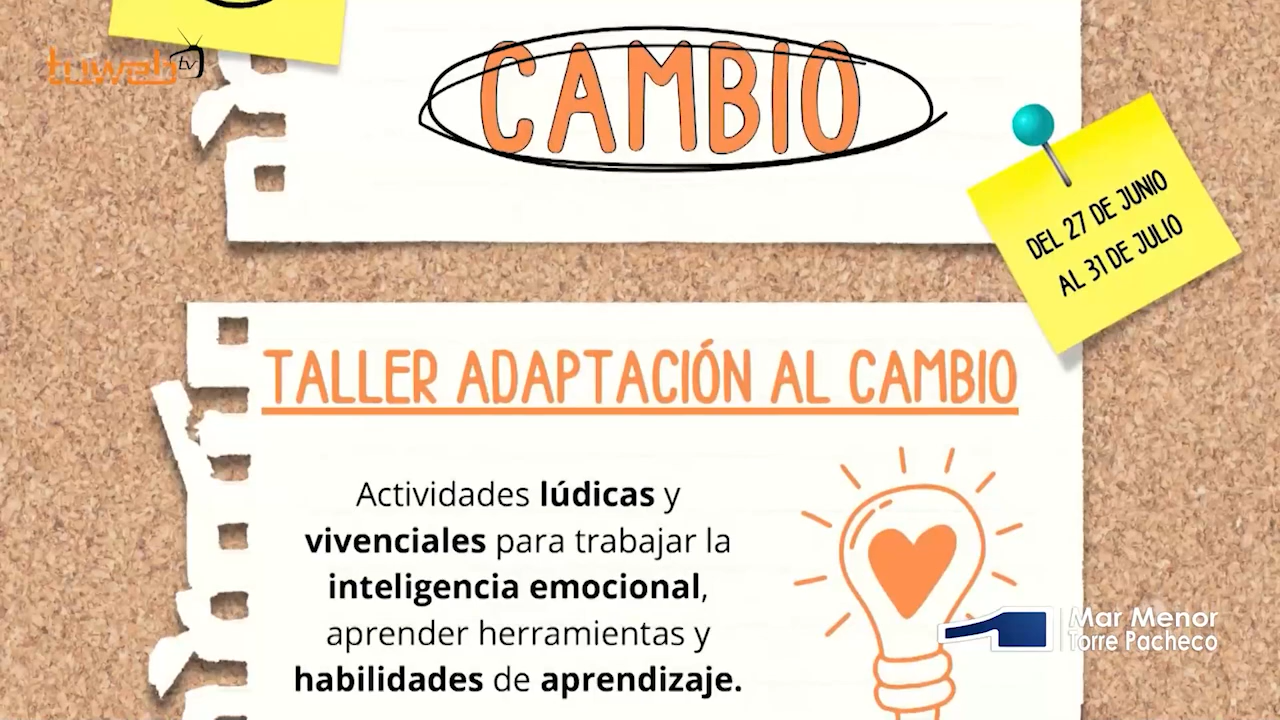 tuweb tv
CAMBIO
DEL 27 DE JUNIO
AL 31 DE JULIO
TALLER ADAPTACIÓN AL CAMBIO
Actividades lúdicas y
vivenciales para trabajar la
inteligencia emocional,
aprender herramientas y
habilidades de aprendizaje.
Mar Menor
Torre Pacheco